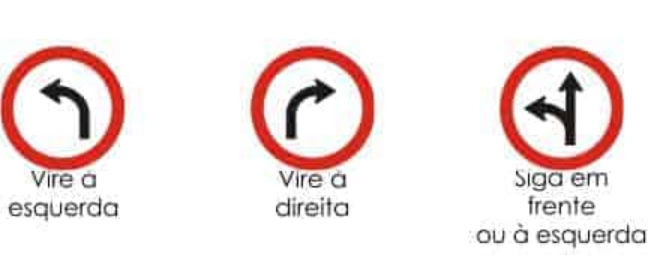 Vire à
esquerda
Vire à
direita
Siga em
frente
ou à esquerda